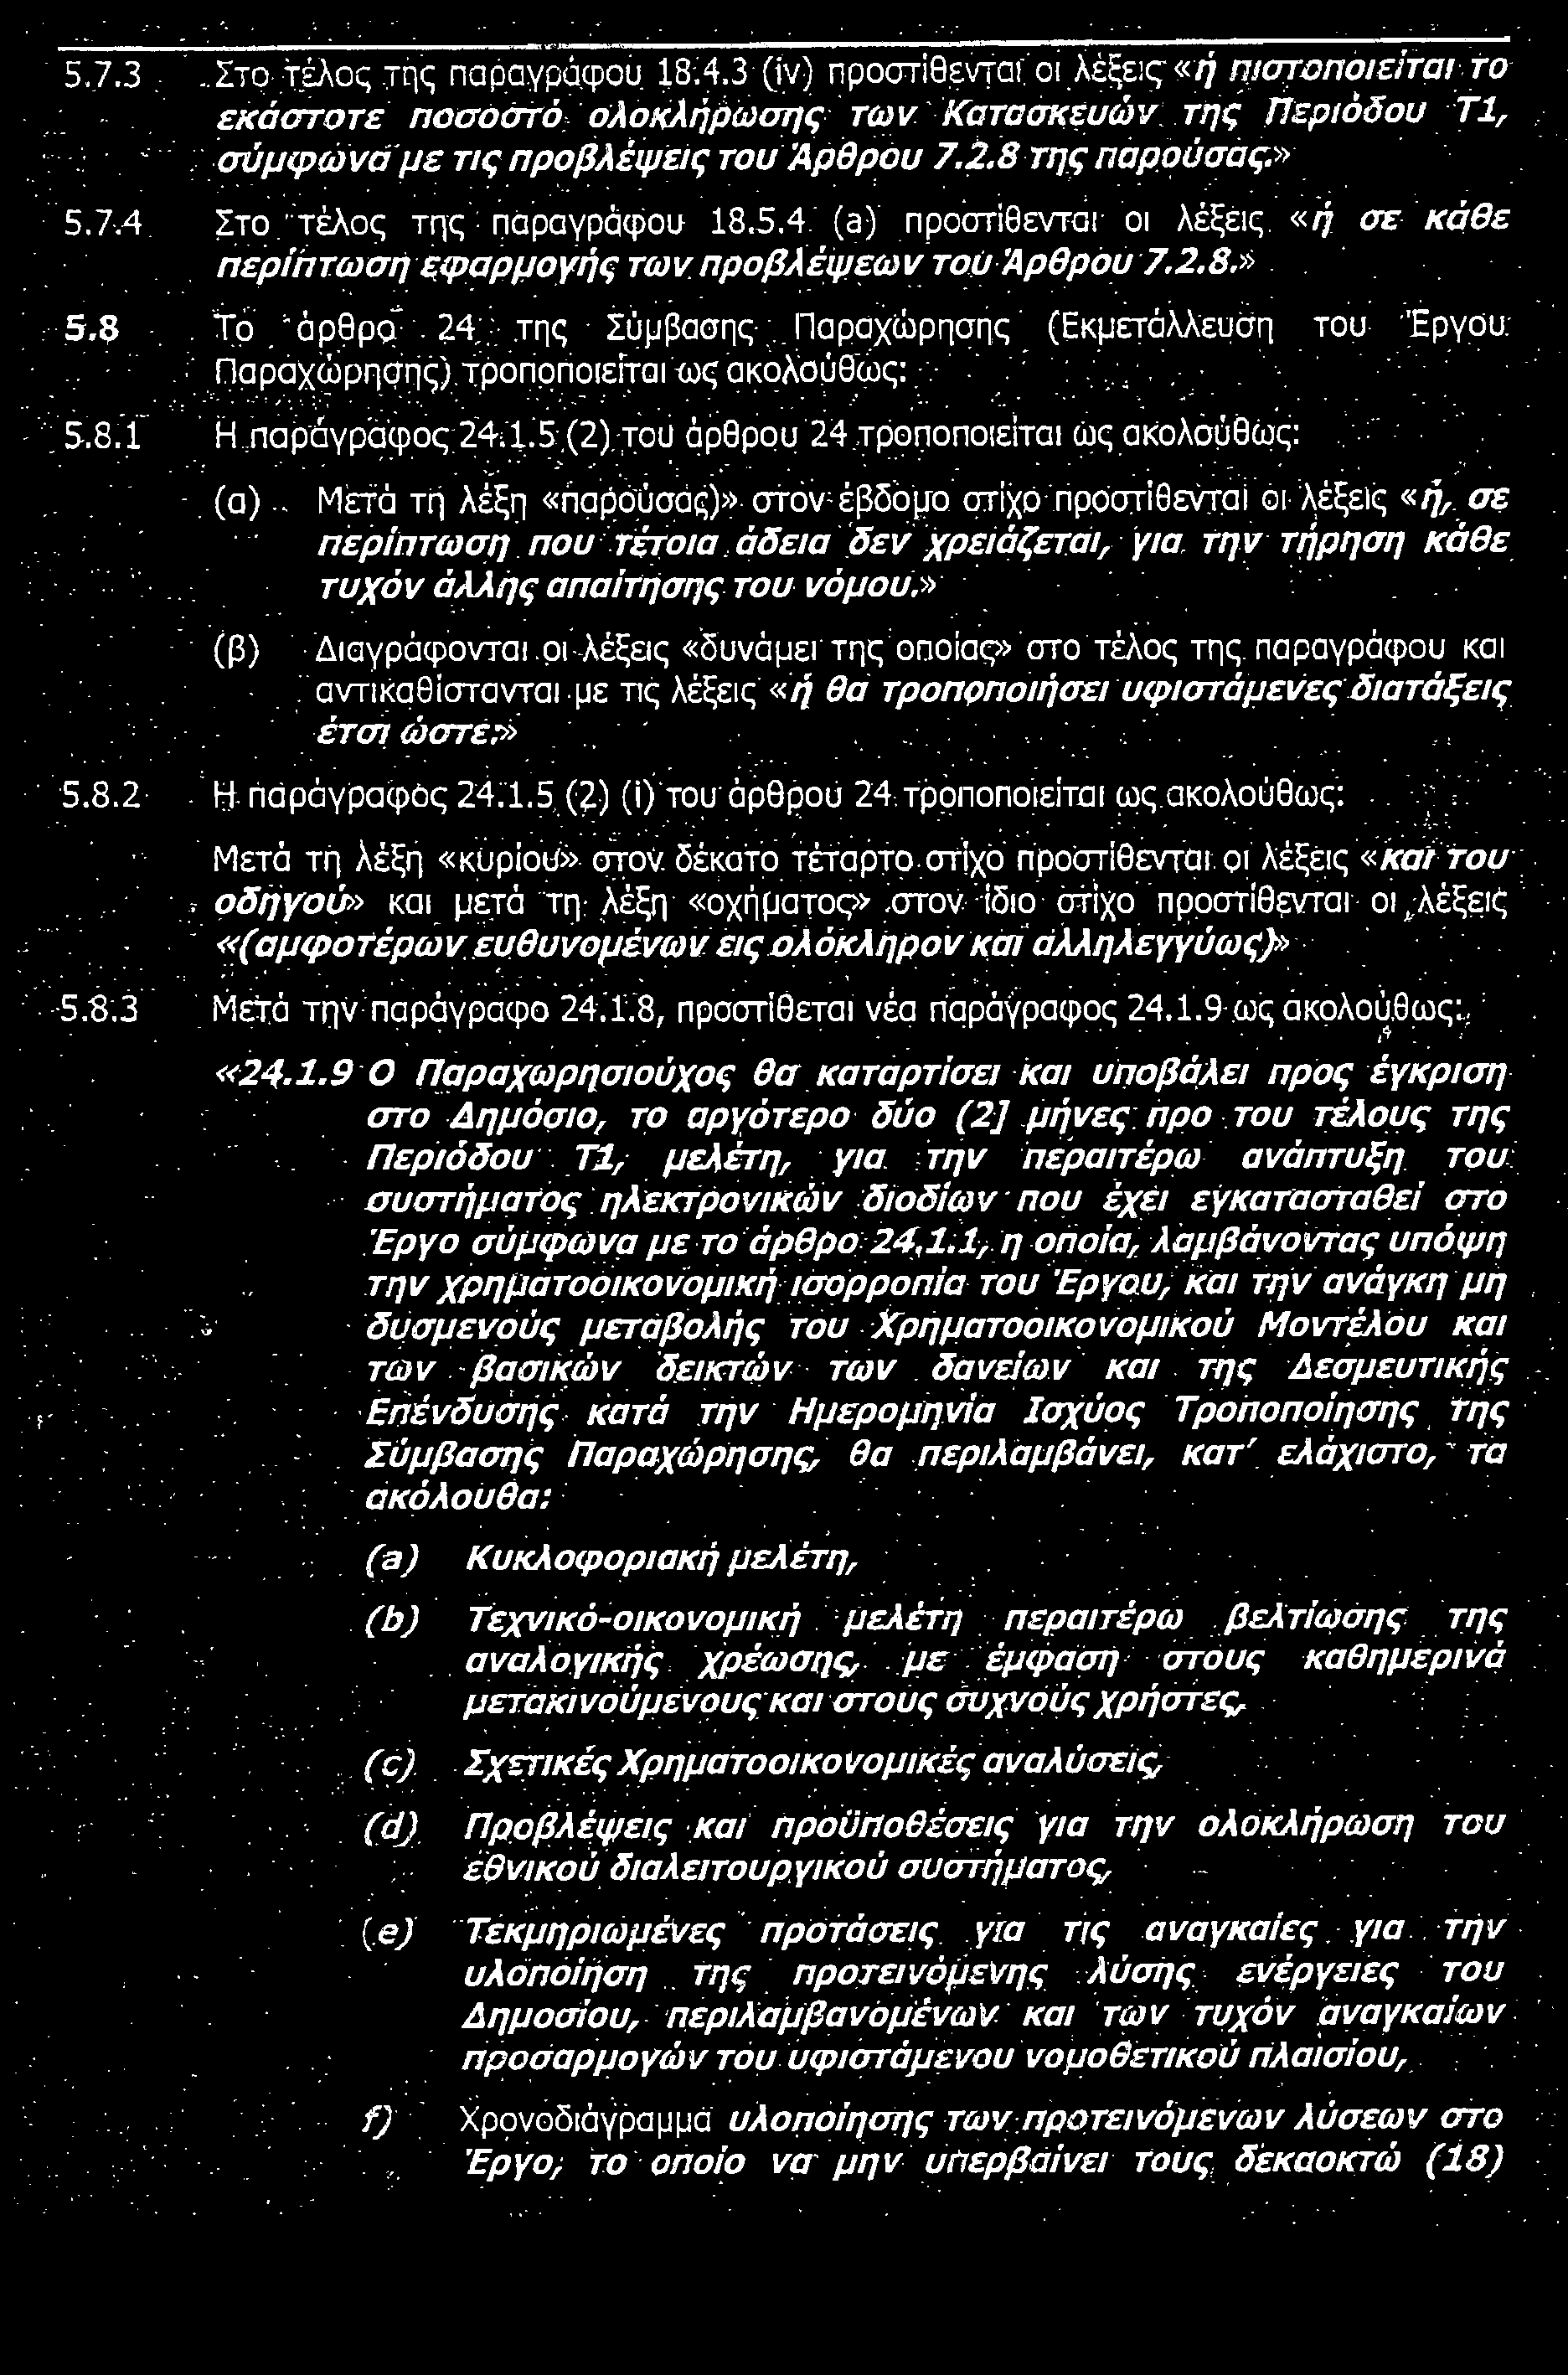 5.7.3 Στο τέλος της παραγράφου 18.4.3 (iv) προστίθενται οι λέξεις «ή πιστοποιείται το
εκάστοτε ποσοστό ολοκλήρωσης των Κατασκευών της Περιόδου Τ1,
σύμφωνα με τις προβλέψεις του Άρθρου 7.2.8 της παρούσας.»
5.7.4 Στο τέλος της παραγράφου 18.5.4 (a) προστίθενται οι λέξεις «ή σε κάθε
περίπτωση εφαρμογής των προβλέψεων του Άρθρου 7.2.8.»
5.8 Το άρθρο 24 της Σύμβασης Παραχώρησης (Εκμετάλλευση του Έργου
Παραχώρησης) τροποποιείται ως ακολούθως:
5.8.1 Η παράγραφος 24.1.5 (2) του άρθρου 24 τροποποιείται ως ακολούθως:
(α) Μετά τη λέξη «παρούσας)» στον έβδομο στίχο προστίθενται οι λέξεις «ή, σε
περίπτωση που τέτοια άδεια δεν χρειάζεται, για την τήρηση κάθε
τυχόν άλλης απαίτησης του νόμου.»
(β) Διαγράφονται οι λέξεις «δυνάμει της οποίας» στο τέλος της παραγράφου και
αντικαθίστανται με τις λέξεις «ή θα τροποποιήσει υφιστάμενες διατάξεις
έτσι ώστε:»
5.8.2 Η παράγραφος 24.1.5 (2) (i) του άρθρου 24 τροποποιείται ως ακολούθως:
Μετά τη λέξη «κυρίου» στον δέκατο τέταρτο στίχο προστίθενται οι λέξεις «και του
οδηγού» και μετά τη λέξη «οχήματος» στον ίδιο στίχο προστίθενται οι λέξεις
«(αμφοτέρων ευθυνομένων εις ολόκληρον και αλληλεγγύως)»
5.8.3 Μετά την παράγραφο 24.1.8, προστίθεται νέα παράγραφος 24.1.9 ως ακολούθως:
«24.1.9 Ο Παραχωρησιούχος θα καταρτίσει και υποβάλει προς έγκριση
στο Δημόσιο, το αργότερο δύο (2] μήνες προ του τέλους της
Περιόδου Τ1, μελέτη, για την περαιτέρω ανάπτυξη του
συστήματος ηλεκτρονικών διοδίων που έχει εγκατασταθεί στο
Έργο σύμφωνα με το άρθρο 24.1.1, η οποία, λαμβάνοντας υπόψη
την χρηματοοικονομική ισορροπία του Έργου, και την ανάγκη μη
δυσμενούς μεταβολής του Χρηματοοικονομικού Μοντέλου και
των βασικών δεικτών των δανείων και της Δεσμευτικής
Επένδυσης κατά την Ημερομηνία Ισχύος Τροποποίησης της
Σύμβασης Παραχώρησης, θα περιλαμβάνει, κατ' ελάχιστο, τα
ακόλουθα:
(a) Κυκλοφοριακή μελέτη,
(b) Τεχνικό-οικονομική μελέτη περαιτέρω βελτίωσης της
αναλογικής χρέωσης, με έμφαση στους καθημερινά
μετακινούμενους και στους συχνούς χρήστες,
(c) Σχετικές Χρηματοοικονομικές αναλύσεις,
(d) Προβλέψεις και προϋποθέσεις για την ολοκλήρωση του
εθνικού διαλειτουργικού συστήματος,
(e) Τεκμηριωμένες προτάσεις για τις αναγκαίες για την
υλοποίηση της προτεινόμενης λύσης ενέργειες του
Δημοσίου, περιλαμβανομένων και των τυχόν αναγκαίων
προσαρμογών του υφιστάμενου νομοθετικού πλαισίου,
f) Χρονοδιάγραμμα υλοποίησης των προτεινόμενων λύσεων στο
Έργο, το οποίο να μην υπερβαίνει τους δεκαοκτώ (18)